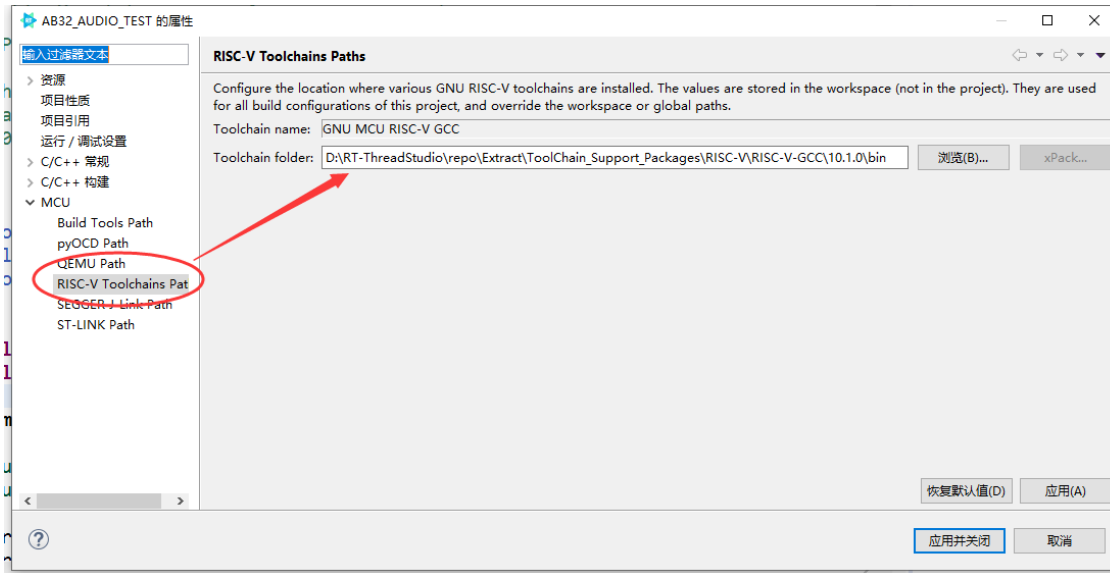 AB32_AUDIO_TEST 的属性
输入过滤器文本
RISC-V Toolchains Paths
资源
项目性质
项目引用
运行 / 调试设置
C/C++ 常规
C/C++ 构建
MCU
Build Tools Path
pyOCD Path
QEMU Path
RISC-V Toolchains Pat
SEGGER J-Link Path
ST-LINK Path
Configure the location where various GNU RISC-V toolchains are installed. The values are stored in the workspace (not in the project). They are used
for all build configurations of this project, and override the workspace or global paths.
Toolchain name: GNU MCU RISC-V GCC
Toolchain folder: D:\RT-ThreadStudio\repo\Extract\ToolChain_Support_Packages\RISC-V\RISC-V-GCC\10.1.0\bin 浏览(B)... xPack...
恢复默认值(D) 应用(A)
应用并关闭 取消